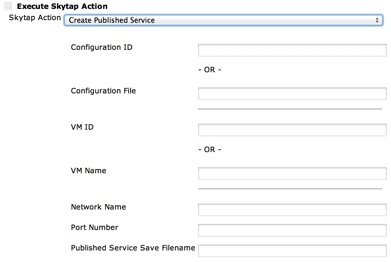 Execute Skytap Action
Skytap Action Create Published Service
Configuration ID
- OR -
Configuration File
VM ID
- OR -
VM Name
Network Name
Port Number
Published Service Save Filename